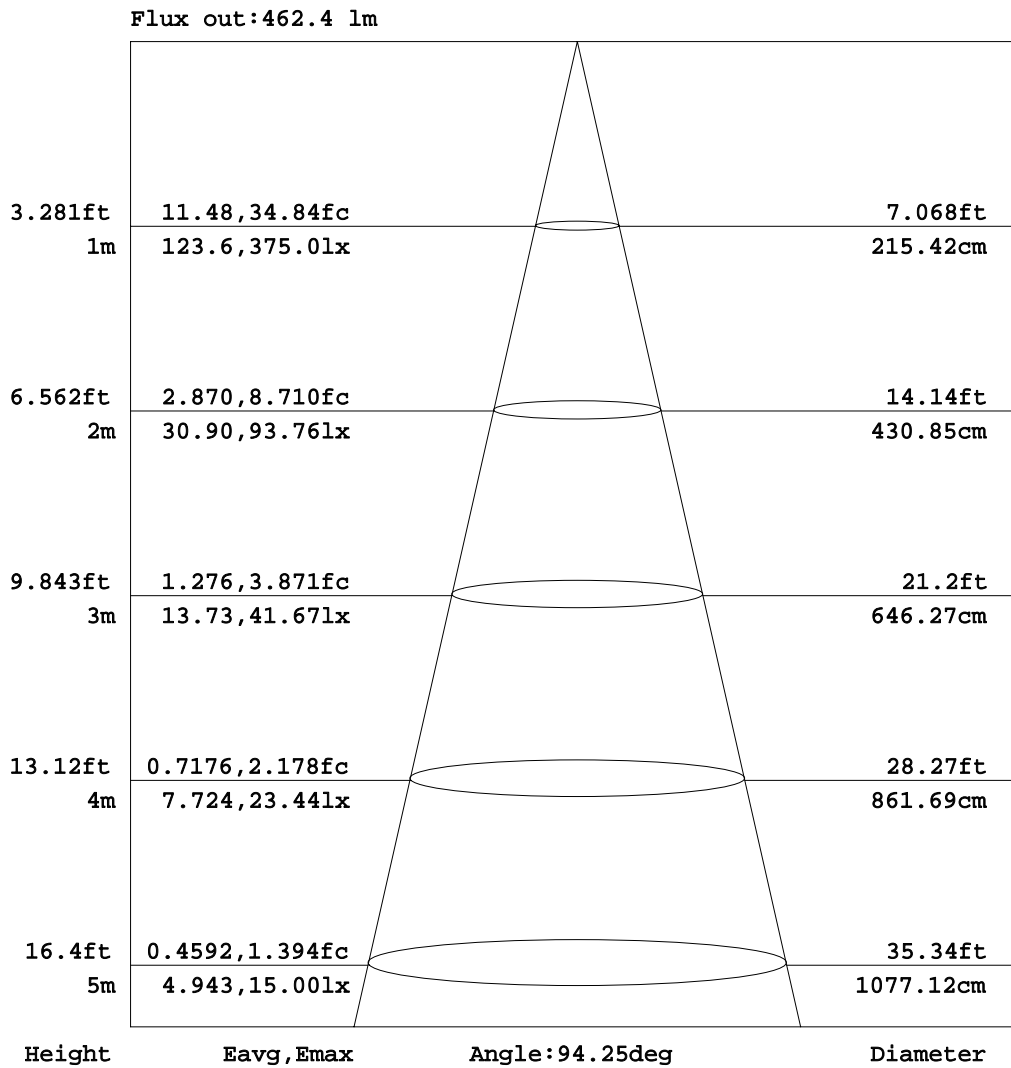 Flux out:462.4 lm
3.281ft 11.48,34.84fc 7.068ft
1m 123.6,375.0lx 215.42cm
6.562ft 2.870,8.710fc 14.14ft
2m 30.90,93.76lx 430.85cm
9.843ft 1.276,3.871fc 21.2ft
3m 13.73,41.67lx 646.27cm
13.12ft 0.7176,2.178fc 28.27ft
4m 7.724,23.44lx 861.69cm
16.4ft 0.4592,1.394fc 35.34ft
5m 4.943,15.00lx 1077.12cm
Height Eavg,Emax Angle:94.25deg Diameter